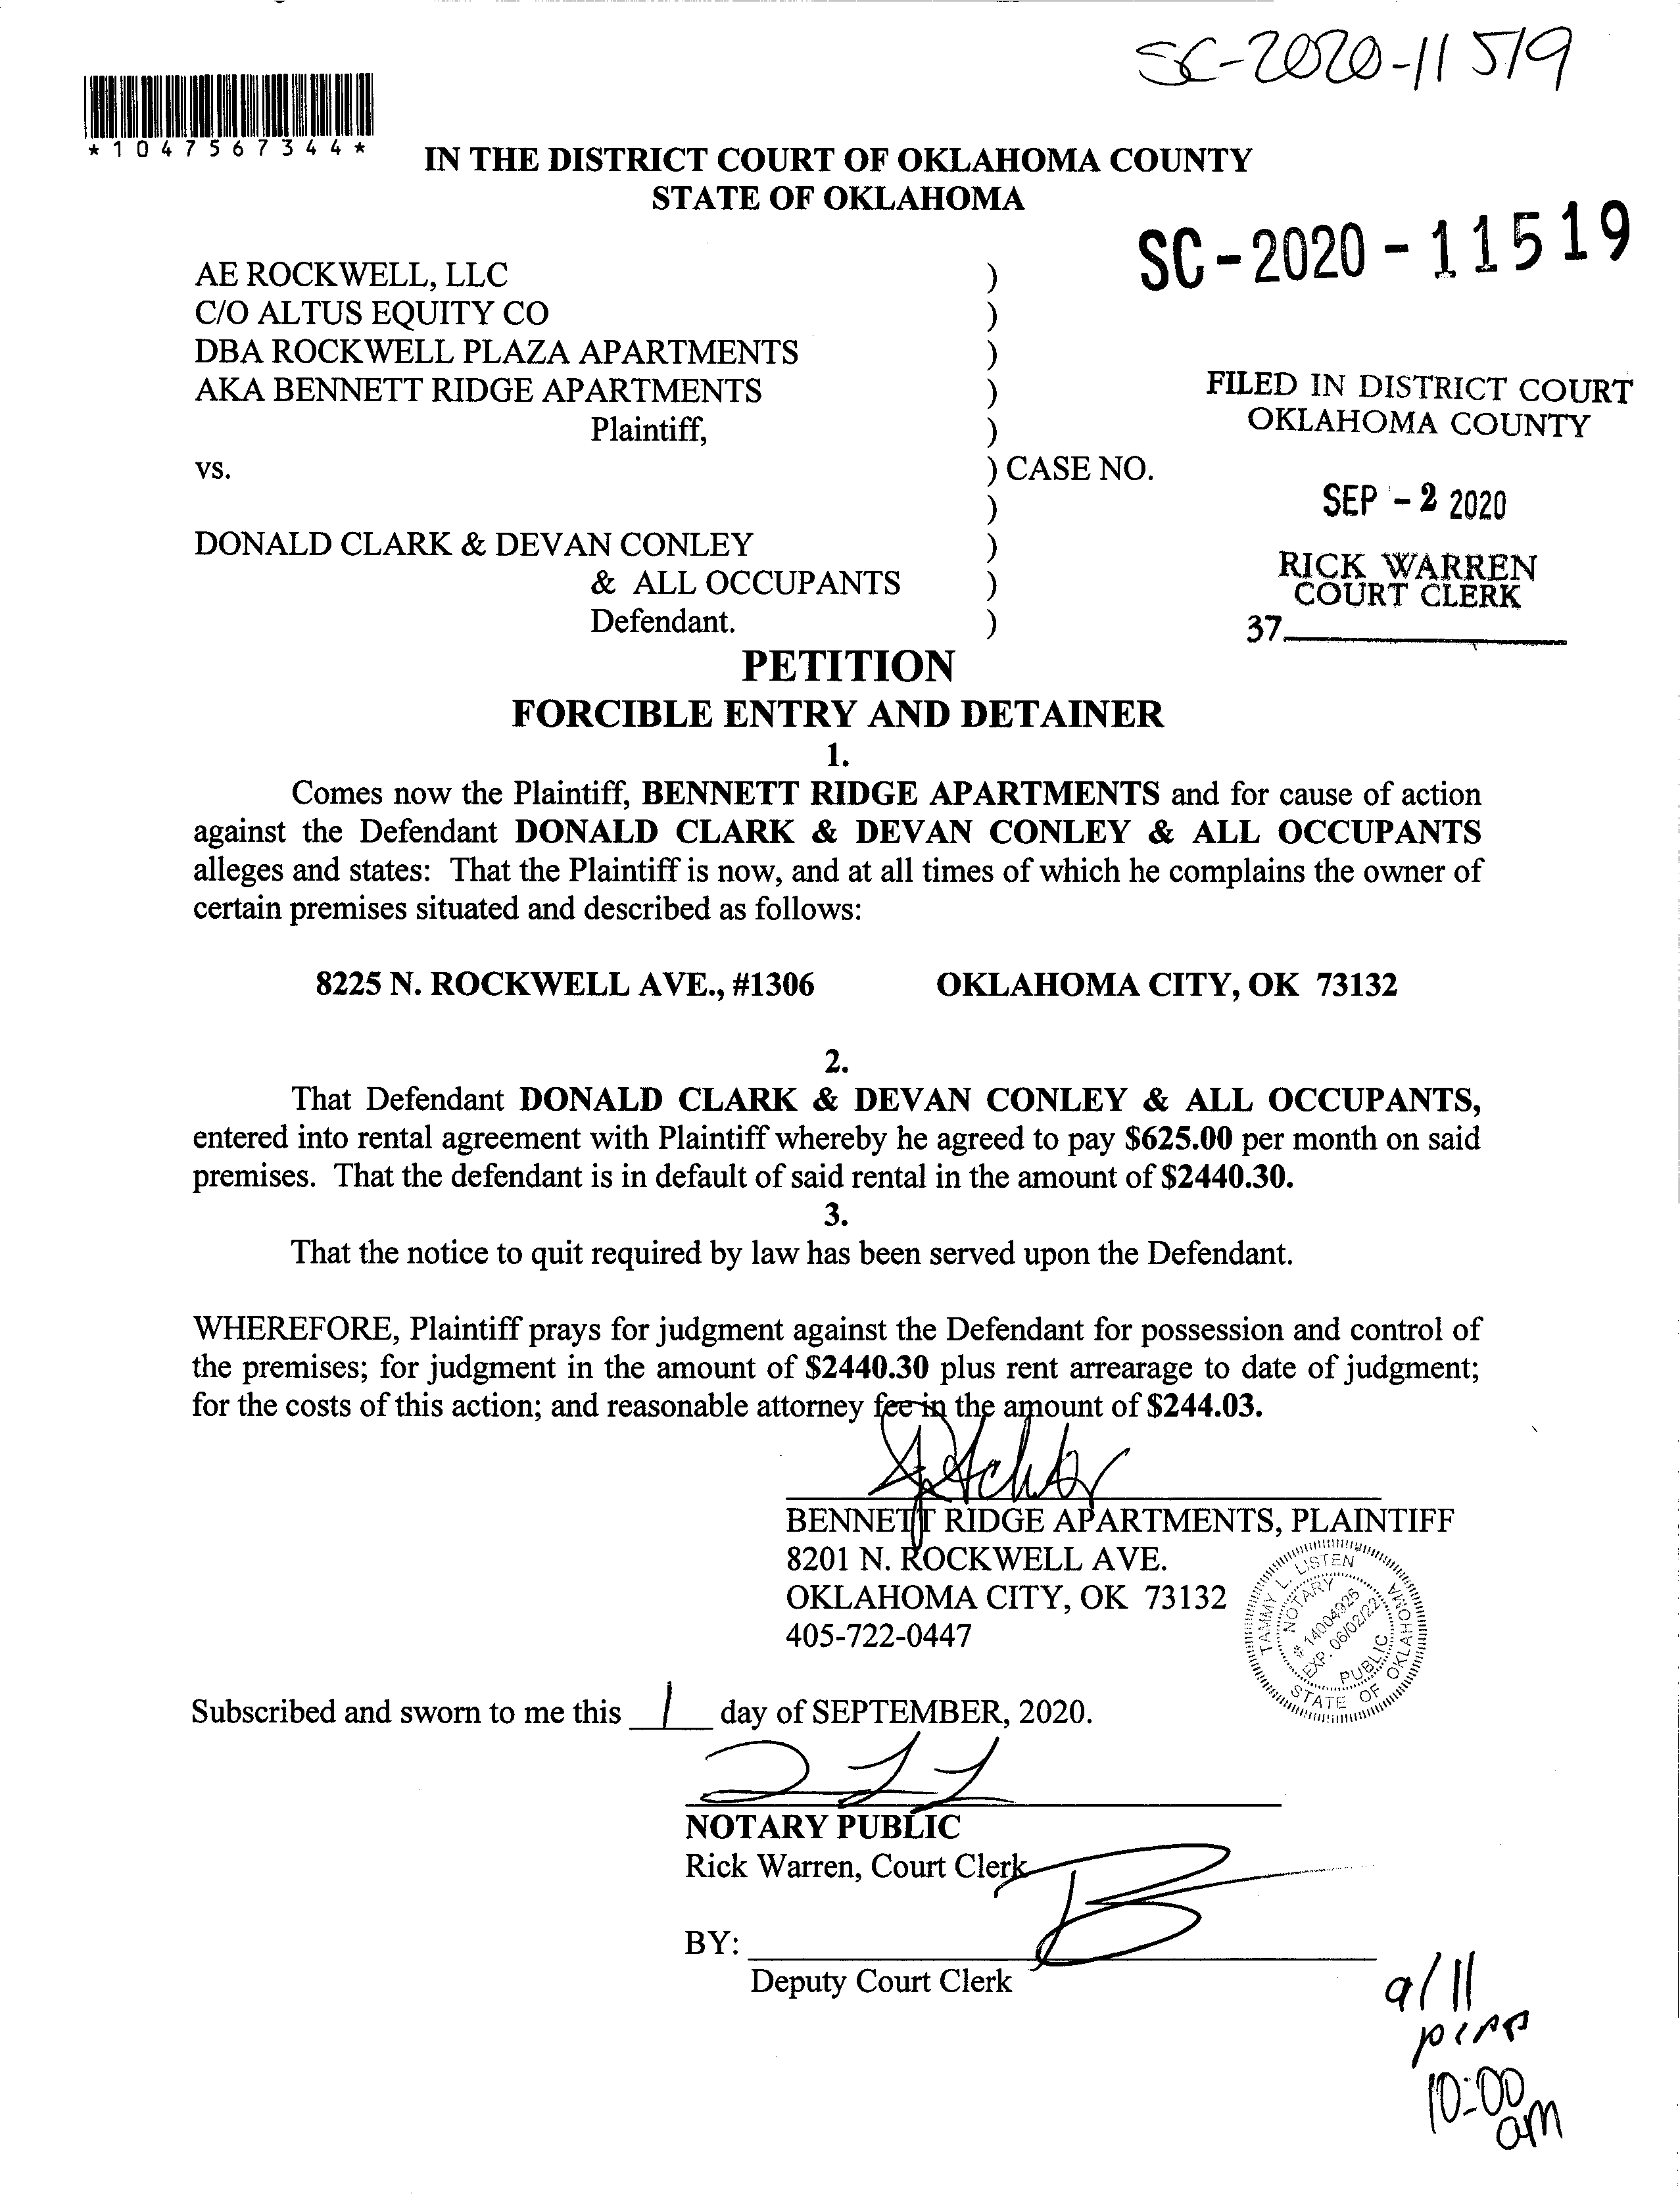 SC-2020-11519
*1047567344*
IN THE DISTRICT COURT OF OKLAHOMA COUNTY
STATE OF OKLAHOMA
SC-2020-11519
AE ROCKWELL, LLC )
C/O ALTUS EQUITY CO )
DBA ROCKWELL PLAZA APARTMENTS )
AKA BENNETT RIDGE APARTMENTS )
Plaintiff, )
vs. ) CASE NO.
)
DONALD CLARK & DEVAN CONLEY )
& ALL OCCUPANTS )
Defendant. )
FILED IN DISTRICT COURT
OKLAHOMA COUNTY
SEP - 2 2020
RICK WARREN
COURT CLERK
37
PETITION
FORCIBLE ENTRY AND DETAINER
1.
Comes now the Plaintiff, BENNETT RIDGE APARTMENTS and for cause of action
against the Defendant DONALD CLARK & DEVAN CONLEY & ALL OCCUPANTS
alleges and states: That the Plaintiff is now, and at all times of which he complains the owner of
certain premises situated and described as follows:
8225 N. ROCKWELL AVE., #1306 OKLAHOMA CITY, OK 73132
2.
That Defendant DONALD CLARK & DEVAN CONLEY & ALL OCCUPANTS,
entered into rental agreement with Plaintiff whereby he agreed to pay $625.00 per month on said
premises. That the defendant is in default of said rental in the amount of $2440.30.
3.
That the notice to quit required by law has been served upon the Defendant.
WHEREFORE, Plaintiff prays for judgment against the Defendant for possession and control of
the premises; for judgment in the amount of $2440.30 plus rent arrearage to date of judgment;
for the costs of this action; and reasonable attorney fee in the amount of $244.03.
BENNETT RIDGE APARTMENTS, PLAINTIFF
8201 N. ROCKWELL AVE.
OKLAHOMA CITY, OK 73132
405-722-0447
TAMMY L. LISTEN
NOTARY
# 14004925
EXP. 06/02/22
PUBLIC
STATE OF OKLAHOMA
Subscribed and sworn to me this 1 day of SEPTEMBER, 2020.
NOTARY PUBLIC
Rick Warren, Court Clerk
BY:
Deputy Court Clerk
9/11
10:00
am